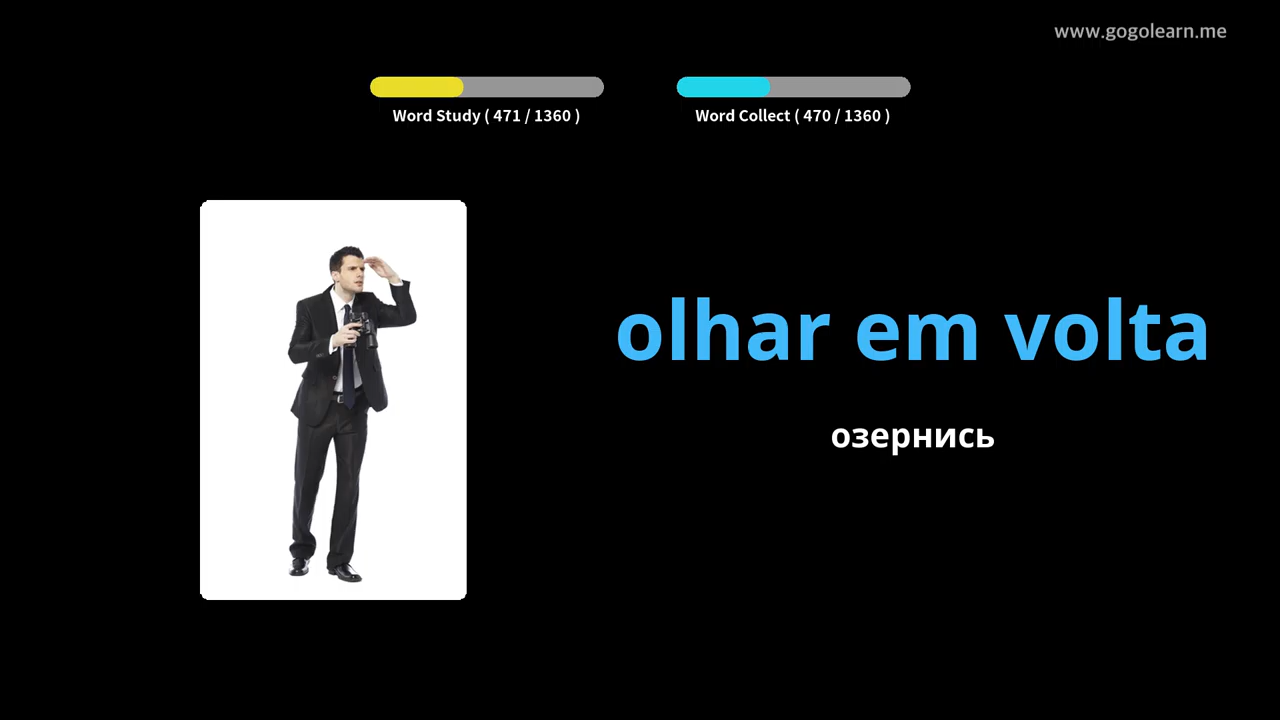 www.gogolearn.me
Word Study ( 471 / 1360 )
Word Collect ( 470 / 1360 )
olhar em volta
озернись